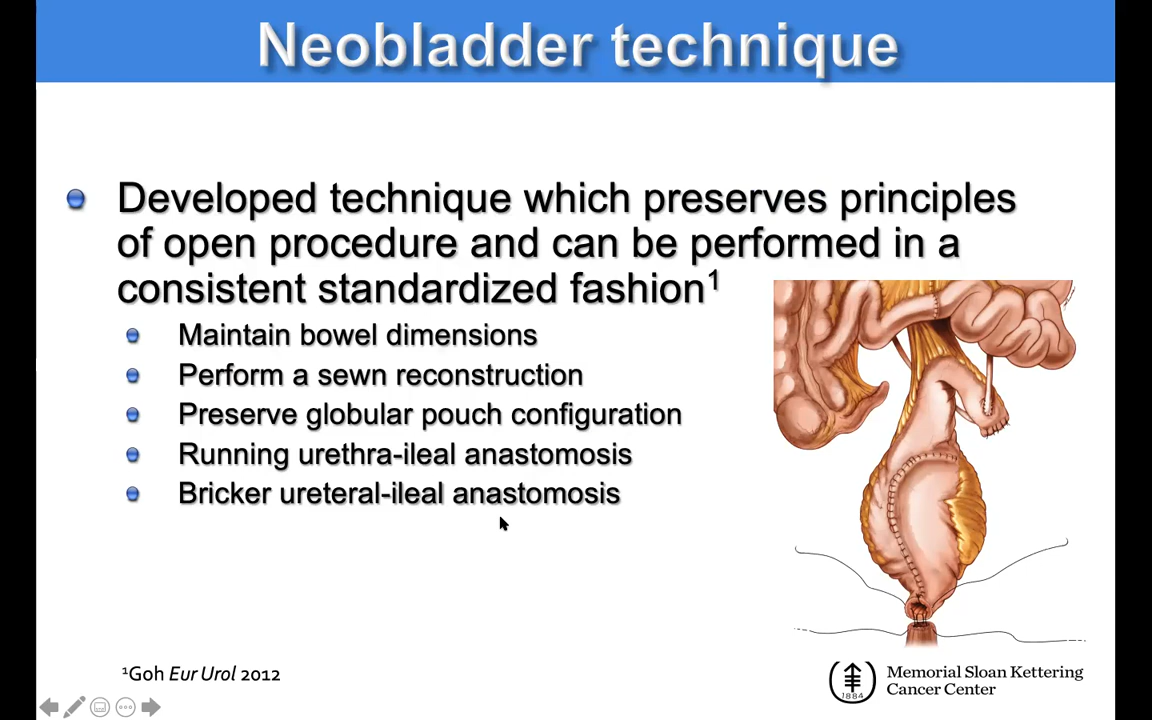 Neobladder technique
Developed technique which preserves principles
of open procedure and can be performed in a
consistent standardized fashion¹
Maintain bowel dimensions
Perform a sewn reconstruction
Preserve globular pouch configuration
Running urethra-ileal anastomosis
Bricker ureteral-ileal anastomosis
¹Goh Eur Urol 2012
1884
Memorial Sloan Kettering
Cancer Center